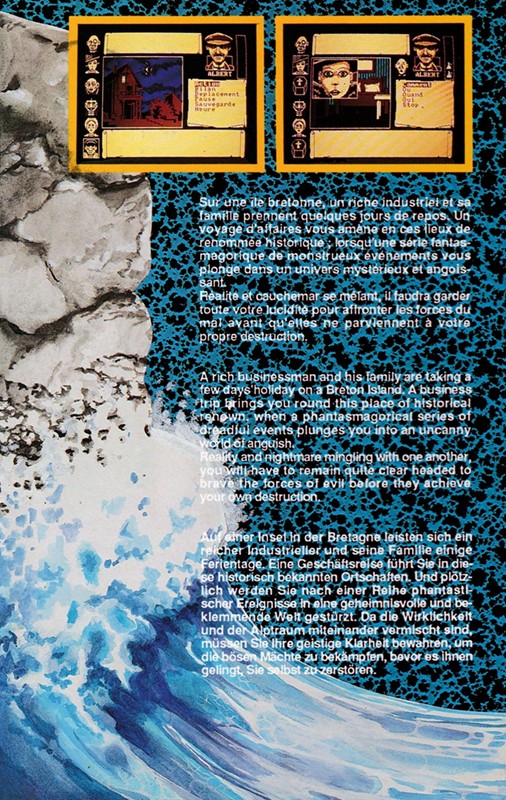 ALBERT
Action
Bilan
Deplacement
Pause
Sauvegarde
Heure
ALBERT
Comment
Ou
Quand
Qui
Stop
Sur une ile bretonne, un riche industriel et sa
famille prennent quelques jours de repos. Un
voyage d'affaires vous amène en ces lieux de
renommée historique ; lorsqu'une série fantas-
magorique de monstrueux événements vous
plonge dans un univers mystérieux et angois-
sant.
Réalité et cauchemar se mêlant, il faudra garder
toute votre lucidité pour affronter les forces du
mal avant qu'elles ne parviennent à votre
propre destruction.
A rich businessman and his family are taking a
few days holiday on a Breton Island. A business
trip brings you round this place of historical
renown, when a phantasmagorical series of
dreadful events plunges you into an uncanny
world of anguish.
Reality and nightmare mingling with one another,
you will have to remain quite clear headed to
brave the forces of evil before they achieve
your own destruction.
Auf einer Insel in der Bretagne leisten sich ein
reicher Industrieller und seine Familie einige
Ferientage. Eine Geschäftsreise führt Sie in die-
se historisch bekannten Ortschaften. Und plötz-
lich werden Sie nach einer Reihe phantasti-
scher Ereignisse in eine geheimnisvolle und be-
klemmende Welt gestürzt. Da die Wirklichkeit
und der Alptraum miteinander vermischt sind,
müssen Sie Ihre geistige Klarheit bewahren, um
die bösen Mächte zu bekämpfen, bevor es ihnen
gelingt, Sie selbst zu zerstören.